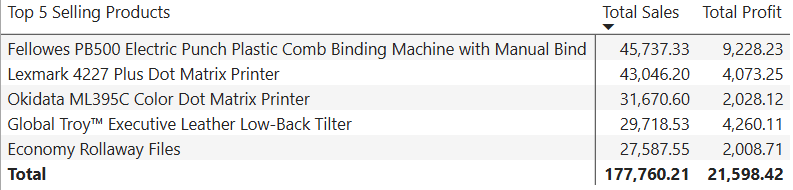 Top 5 Selling Products Total Sales Total Profit
Fellowes PB500 Electric Punch Plastic Comb Binding Machine with Manual Bind 45,737.33 9,228.23
Lexmark 4227 Plus Dot Matrix Printer 43,046.20 4,073.25
Okidata ML395C Color Dot Matrix Printer 31,670.60 2,028.12
Global Troy™ Executive Leather Low-Back Tilter 29,718.53 4,260.11
Economy Rollaway Files 27,587.55 2,008.71
Total 177,760.21 21,598.42